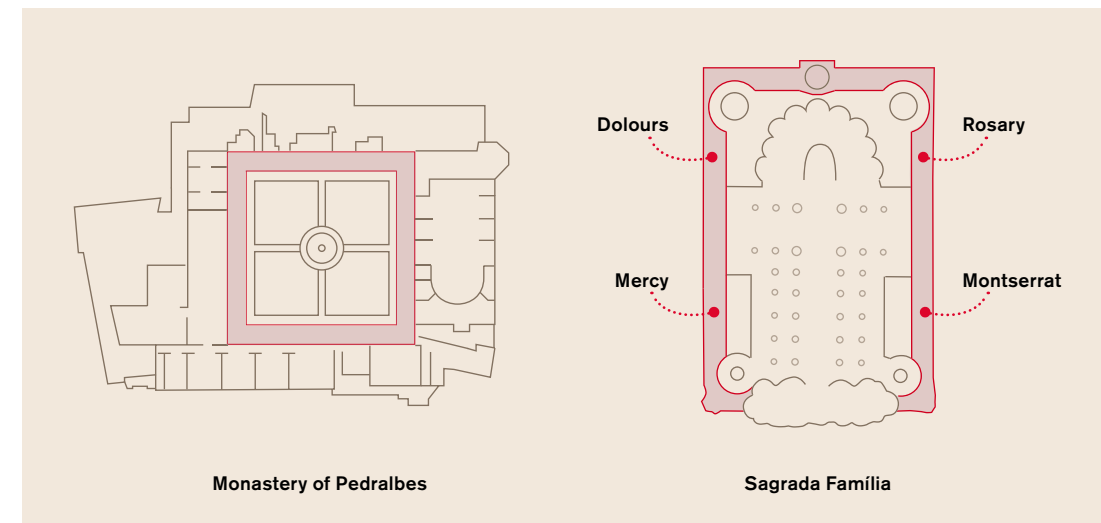 Dolours
Rosary
Mercy
Montserrat
Monastery of Pedralbes
Sagrada Família